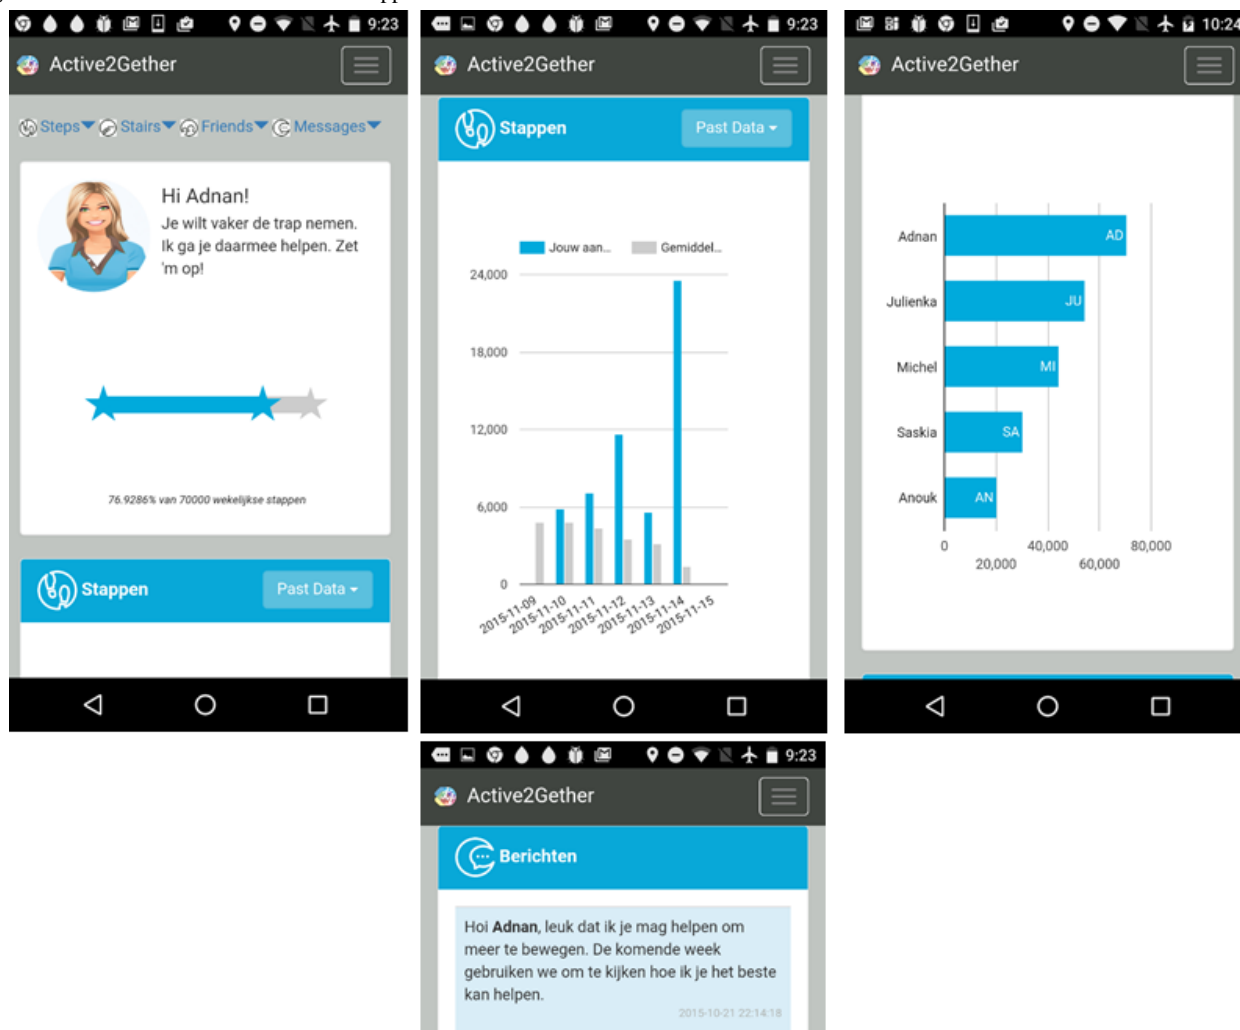 9:23
Active2Gether
Steps Stairs Friends Messages
Hi Adnan!
Je wilt vaker de trap nemen.
Ik ga je daarmee helpen. Zet
'm op!
76.9286% van 70000 wekelijkse stappen
Stappen Past Data
9:23
Active2Gether
Stappen Past Data
Jouw aan... Gemiddel...
24,000
18,000
12,000
6,000
0
2015-11-09
2015-11-10
2015-11-11
2015-11-12
2015-11-13
2015-11-14
2015-11-15
10:24
Active2Gether
Adnan AD
Julienka JU
Michel MI
Saskia SA
Anouk AN
0 40,000 80,000
20,000 60,000
9:23
Active2Gether
Berichten
Hoi Adnan, leuk dat ik je mag helpen om
meer te bewegen. De komende week
gebruiken we om te kijken hoe ik je het beste
kan helpen.
2015-10-21 22:14:18